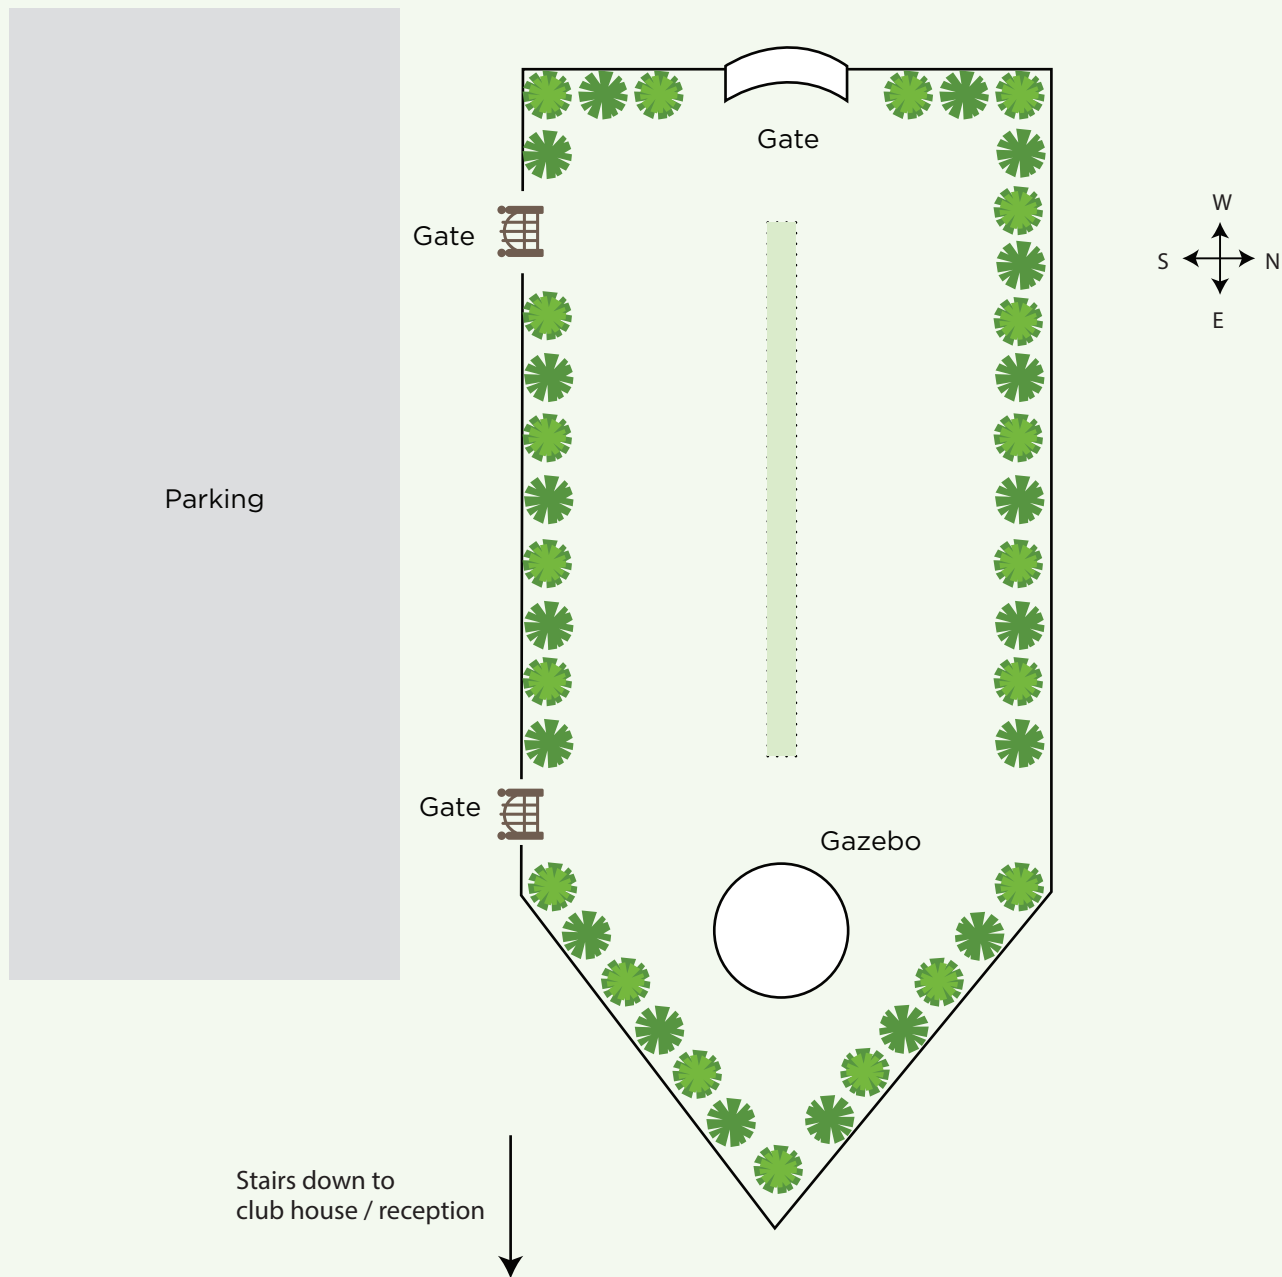 Gate
W
Gate
S
N
E
Parking
Gate
Gazebo
Stairs down to
club house / reception